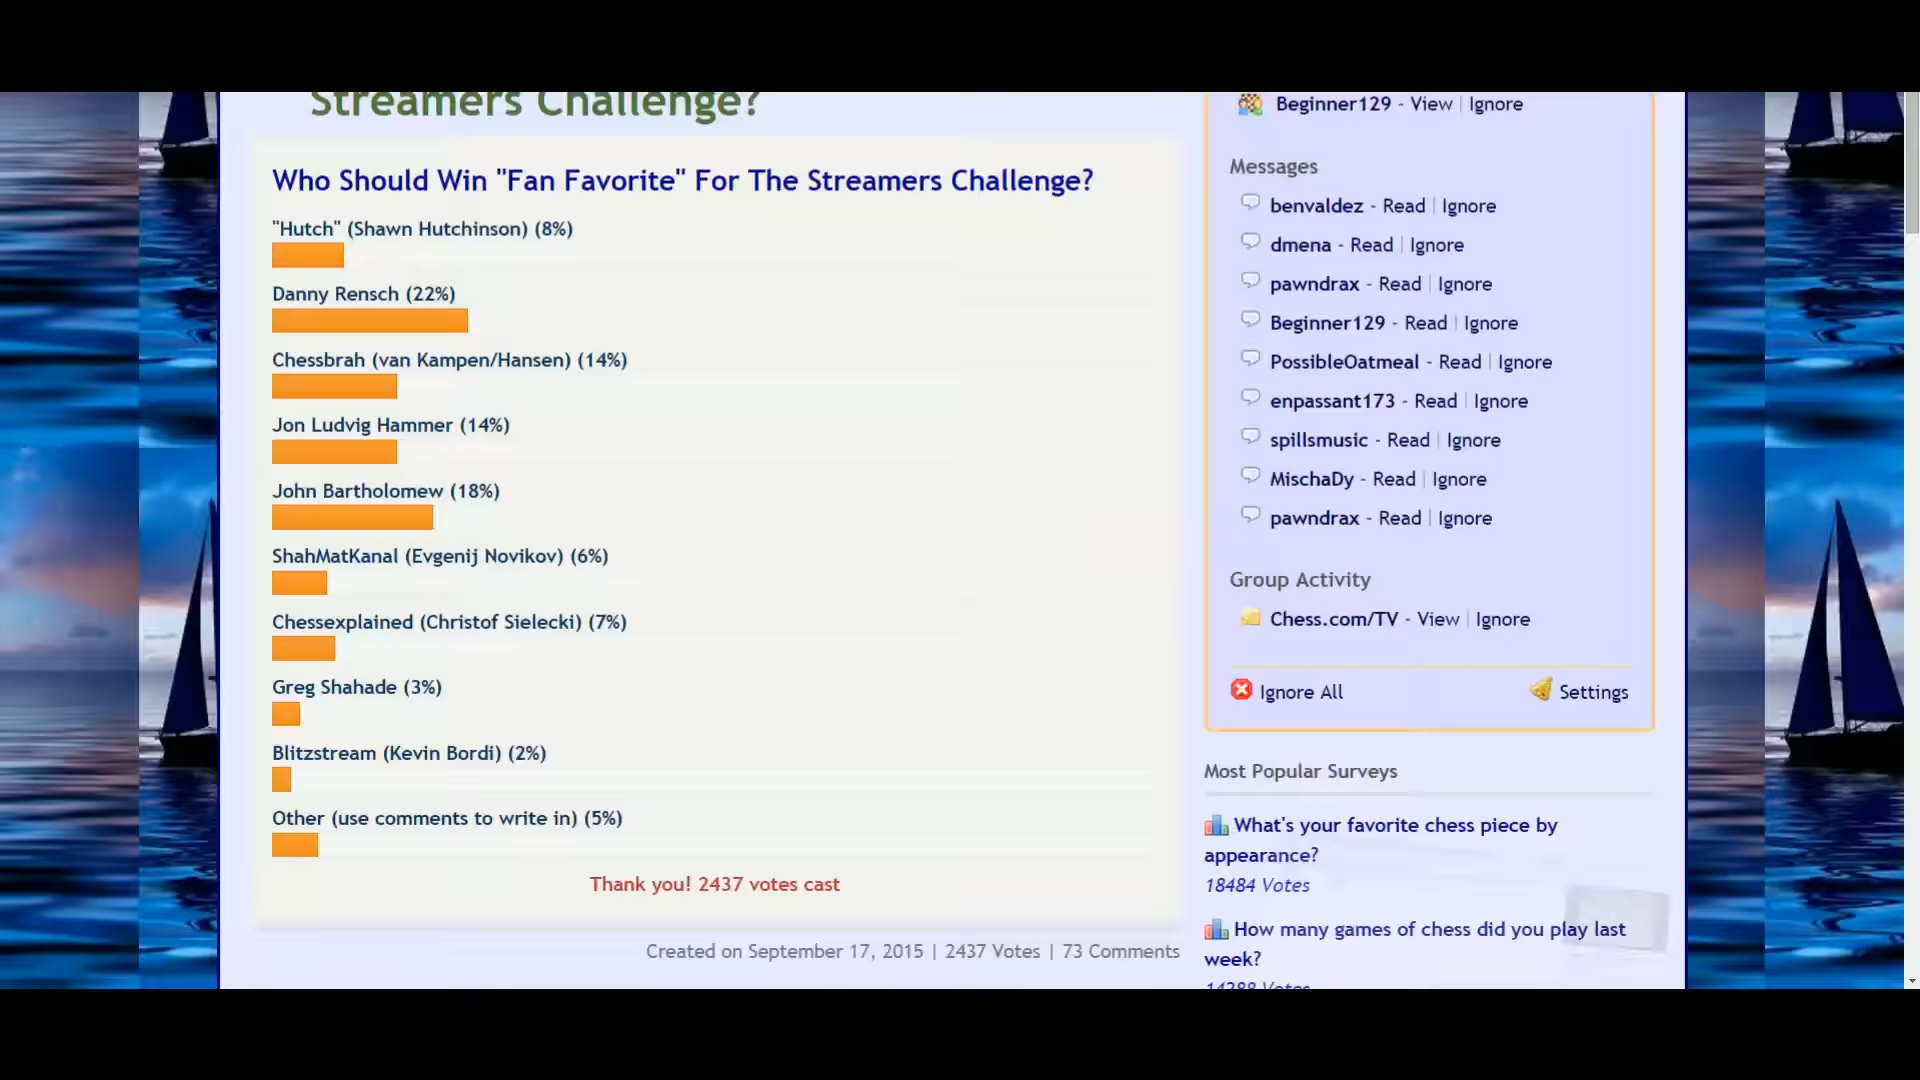 Streamers Challenge?
Who Should Win "Fan Favorite" For The Streamers Challenge?
"Hutch" (Shawn Hutchinson) (8%)
Danny Rensch (22%)
Chessbrah (van Kampen/Hansen) (14%)
Jon Ludvig Hammer (14%)
John Bartholomew (18%)
ShahMatKanal (Evgenij Novikov) (6%)
Chessexplained (Christof Sielecki) (7%)
Greg Shahade (3%)
Blitzstream (Kevin Bordi) (2%)
Other (use comments to write in) (5%)
Thank you! 2437 votes cast
Created on September 17, 2015 | 2437 Votes | 73 Comments
Beginner129 - View | Ignore
Messages
benvaldez - Read | Ignore
dmena - Read | Ignore
pawndrax - Read | Ignore
Beginner129 - Read | Ignore
PossibleOatmeal - Read | Ignore
enpassant173 - Read | Ignore
spillsmusic - Read | Ignore
MischaDy - Read | Ignore
pawndrax - Read | Ignore
Group Activity
Chess.com/TV - View | Ignore
Ignore All Settings
Most Popular Surveys
What's your favorite chess piece by
appearance?
18484 Votes
How many games of chess did you play last
week?
14288 Votes